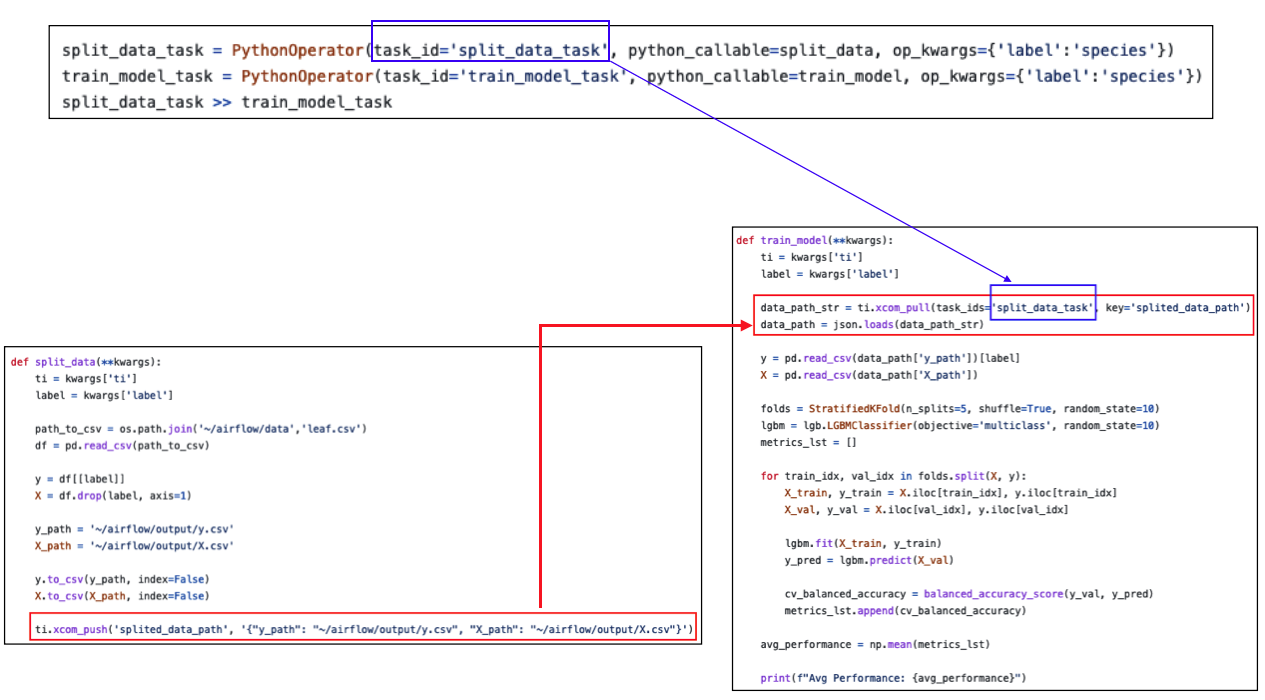 split_data_task = PythonOperator(task_id='split_data_task', python_callable=split_data, op_kwargs={'label':'species'})
train_model_task = PythonOperator(task_id='train_model_task', python_callable=train_model, op_kwargs={'label':'species'})
split_data_task >> train_model_task
def split_data(**kwargs):
    ti = kwargs['ti']
    label = kwargs['label']
    path_to_csv = os.path.join('~/airflow/data','leaf.csv')
    df = pd.read_csv(path_to_csv)
    y = df[[label]]
    X = df.drop(label, axis=1)
    y_path = '~/airflow/output/y.csv'
    X_path = '~/airflow/output/X.csv'
    y.to_csv(y_path, index=False)
    X.to_csv(X_path, index=False)
    ti.xcom_push('splited_data_path', '{"y_path": "~/airflow/output/y.csv", "X_path": "~/airflow/output/X.csv"}')
def train_model(**kwargs):
    ti = kwargs['ti']
    label = kwargs['label']
    data_path_str = ti.xcom_pull(task_ids='split_data_task', key='splited_data_path')
    data_path = json.loads(data_path_str)
    y = pd.read_csv(data_path['y_path'])[label]
    X = pd.read_csv(data_path['X_path'])
    folds = StratifiedKFold(n_splits=5, shuffle=True, random_state=10)
    lgbm = lgb.LGBMClassifier(objective='multiclass', random_state=10)
    metrics_lst = []
    for train_idx, val_idx in folds.split(X, y):
        X_train, y_train = X.iloc[train_idx], y.iloc[train_idx]
        X_val, y_val = X.iloc[val_idx], y.iloc[val_idx]
        lgbm.fit(X_train, y_train)
        y_pred = lgbm.predict(X_val)
        cv_balanced_accuracy = balanced_accuracy_score(y_val, y_pred)
        metrics_lst.append(cv_balanced_accuracy)
    avg_performance = np.mean(metrics_lst)
    print(f"Avg Performance: {avg_performance}")